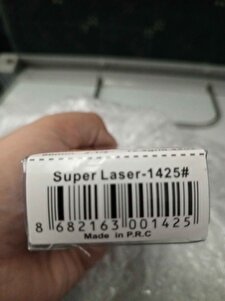 Super Laser-1425#
8 682163 001425
Made in P.R.C